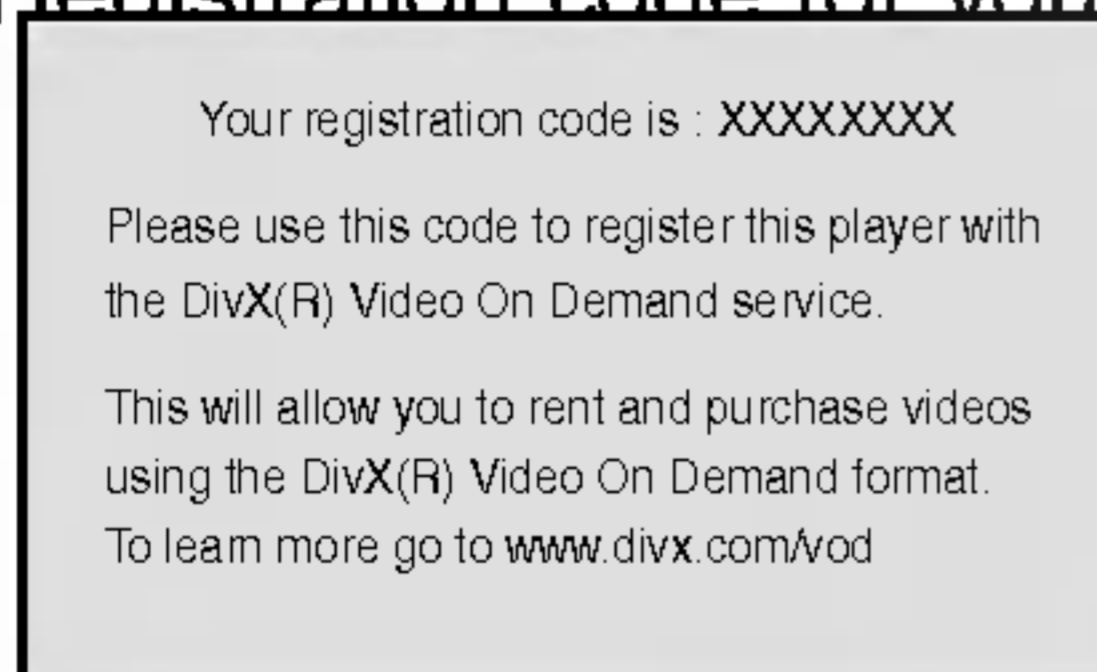 Your registration code is : XXXXXXXX
Please use this code to register this player with
the DivX(R) Video On Demand service.
This will allow you to rent and purchase videos
using the DivX(R) Video On Demand format.
To learn more go to www.divx.com/vod